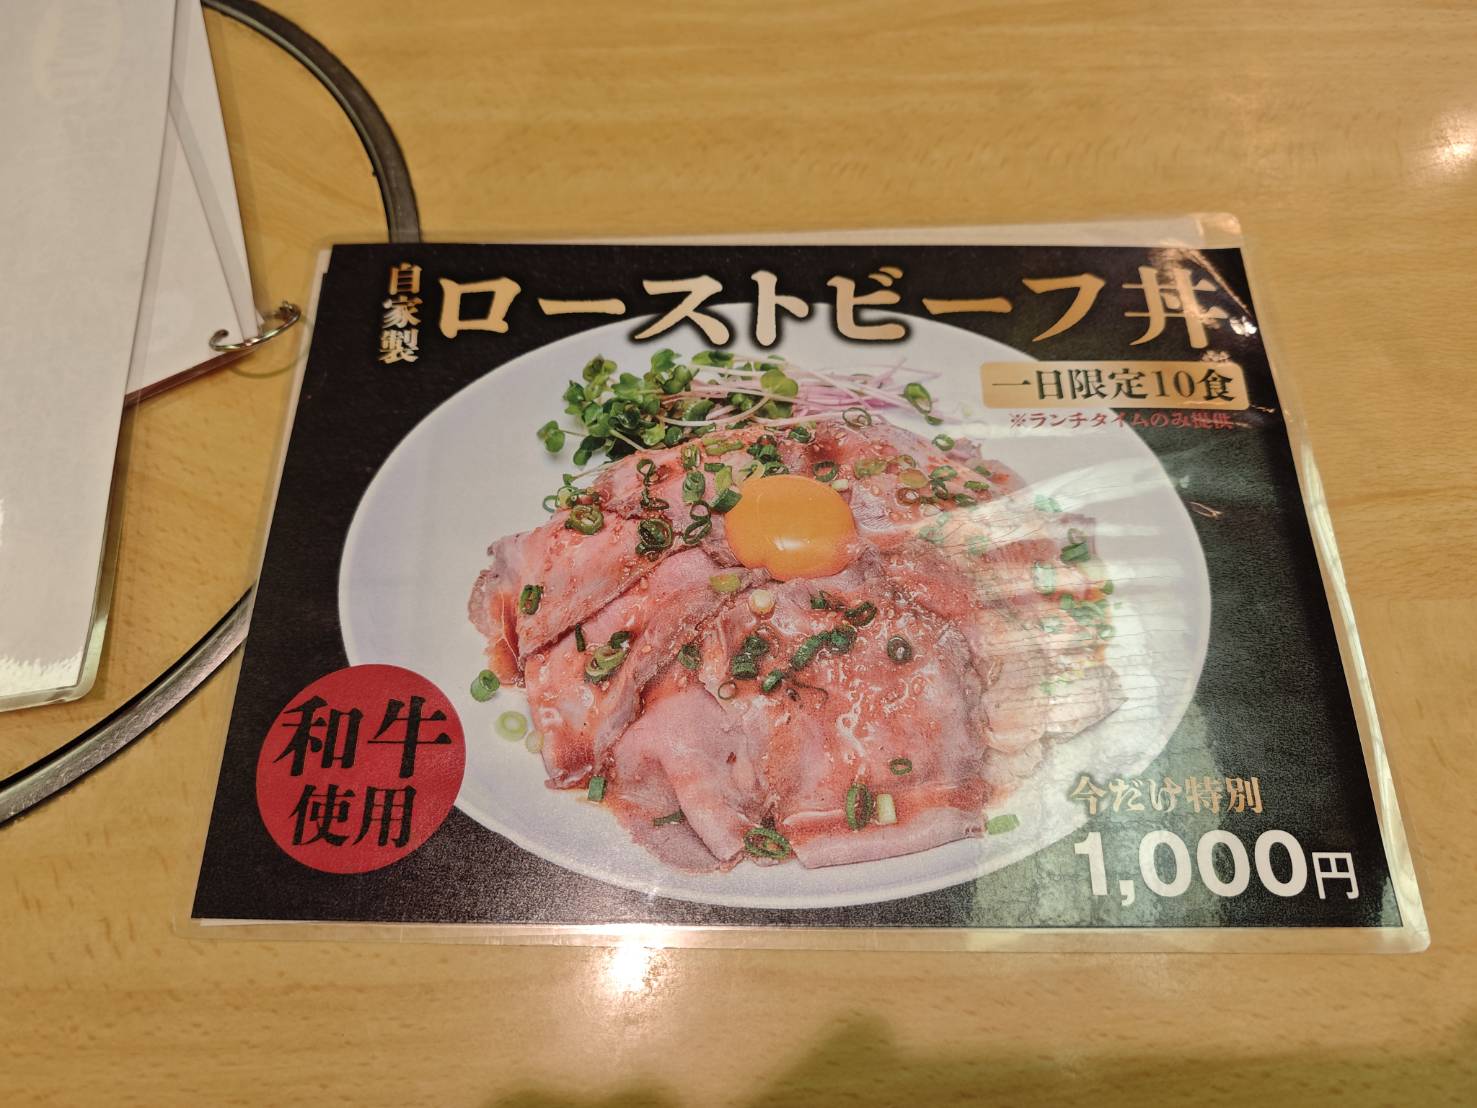 自家製
ローストビーフ丼
一日限定10食
※ランチタイムのみ提供
和牛
使用
今だけ特別
1,000円